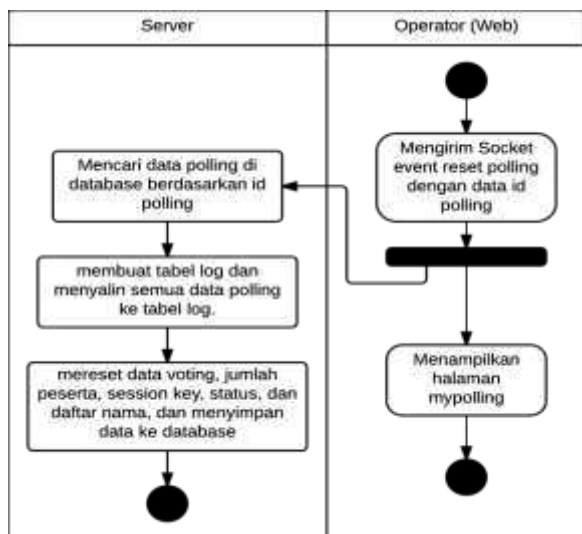 Server
Operator (Web)
Mengirim Socket
event reset polling
dengan data id
polling
Mencari data polling di
database berdasarkan id
polling
membuat tabel log dan
menyalin semua data polling
ke tabel log.
mereset data voting, jumlah
peserta, session key, status, dan
daftar nama, dan menyimpan
data ke database
Menampilkan
halaman
mypolling